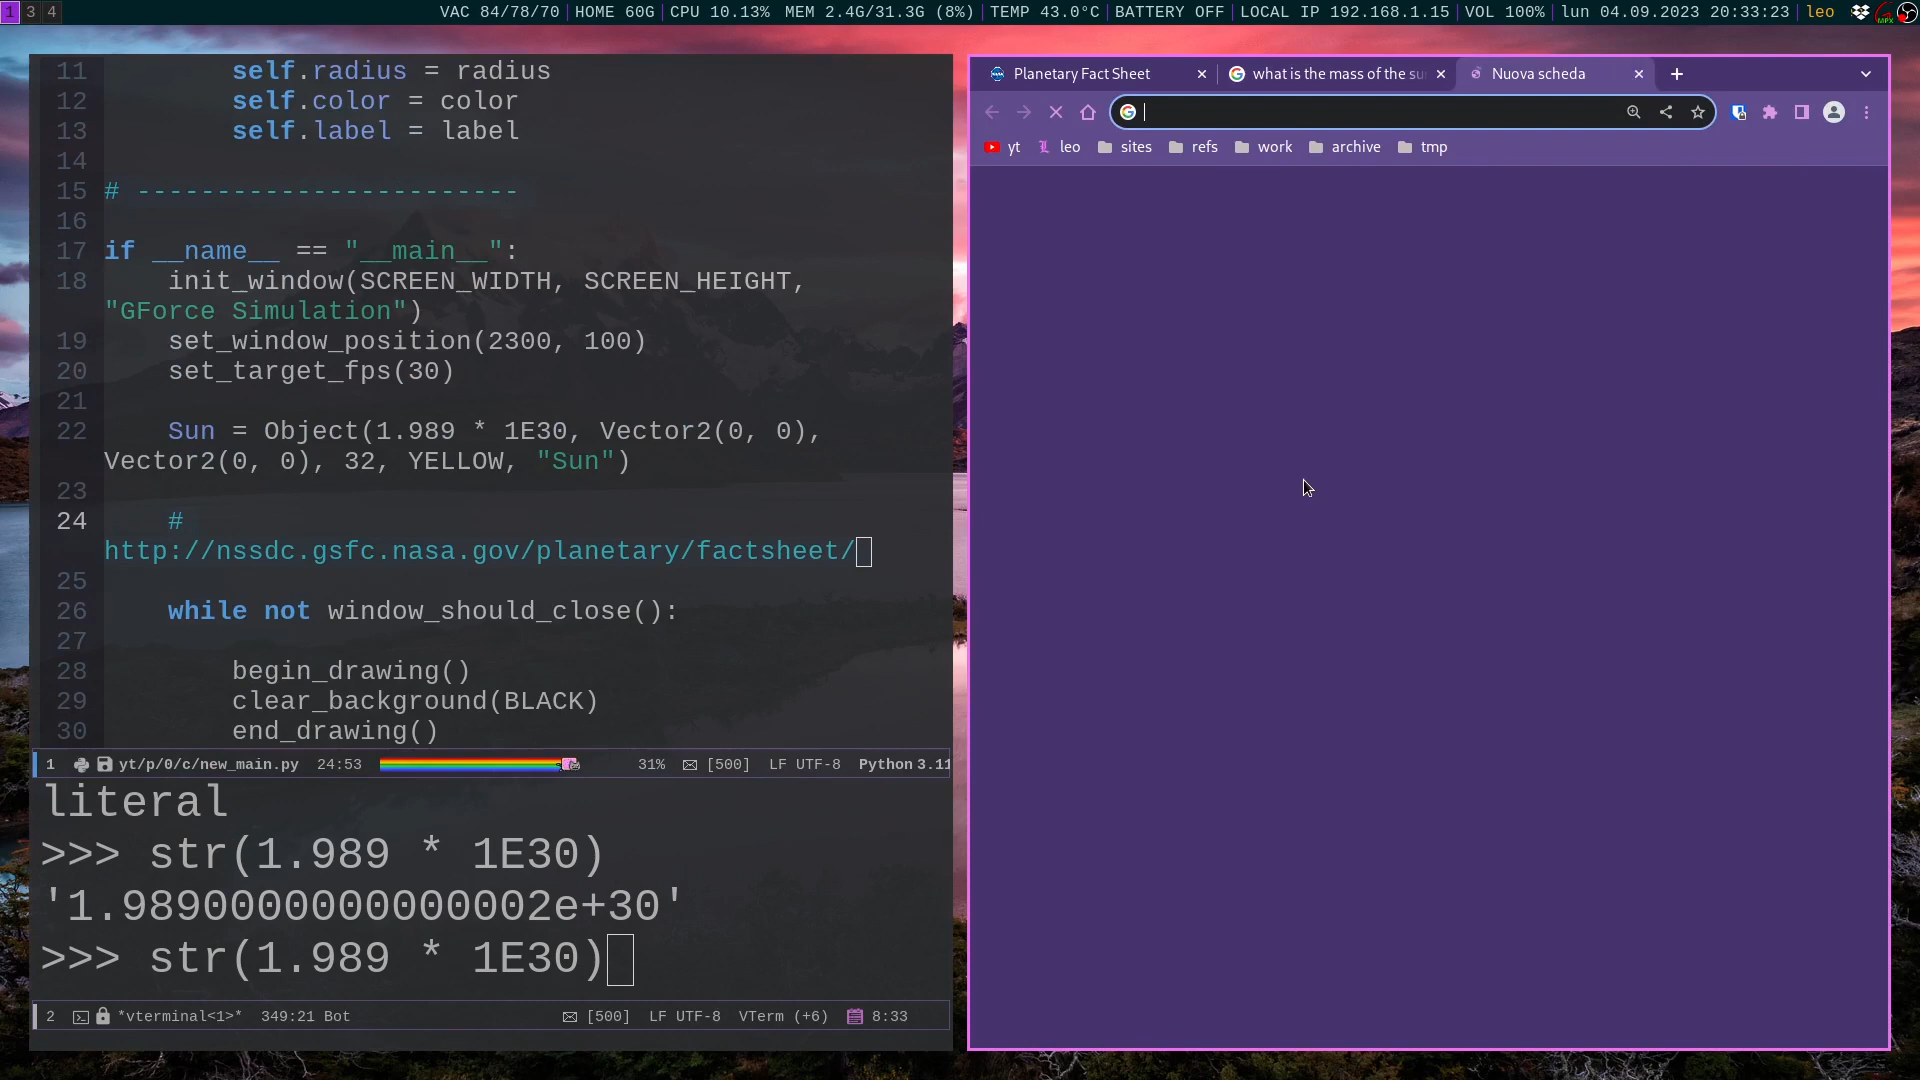 1 3 4 VAC 84/78/70 HOME 60G CPU 10.13% MEM 2.4G/31.3G (8%) TEMP 43.0°C BATTERY OFF LOCAL IP 192.168.1.15 VOL 100% lun 04.09.2023 20:33:23 leo
11 self.radius = radius
12 self.color = color
13 self.label = label
14
15 # ------------------------
16
17 if __name__ == "__main__":
18 init_window(SCREEN_WIDTH, SCREEN_HEIGHT,
"GForce Simulation")
19 set_window_position(2300, 100)
20 set_target_fps(30)
21
22 Sun = Object(1.989 * 1E30, Vector2(0, 0),
Vector2(0, 0), 32, YELLOW, "Sun")
23
24 #
http://nssdc.gsfc.nasa.gov/planetary/factsheet/
25
26 while not window_should_close():
27
28 begin_drawing()
29 clear_background(BLACK)
30 end_drawing()
1 yt/p/0/c/new_main.py 24:53 31% [500] LF UTF-8 Python 3.11
literal
>>> str(1.989 * 1E30)
'1.9890000000000002e+30'
>>> str(1.989 * 1E30)
2 *vterminal<1>* 349:21 Bot [500] LF UTF-8 VTerm (+6) 8:33
Planetary Fact Sheet what is the mass of the su Nuova scheda
yt leo sites refs work archive tmp